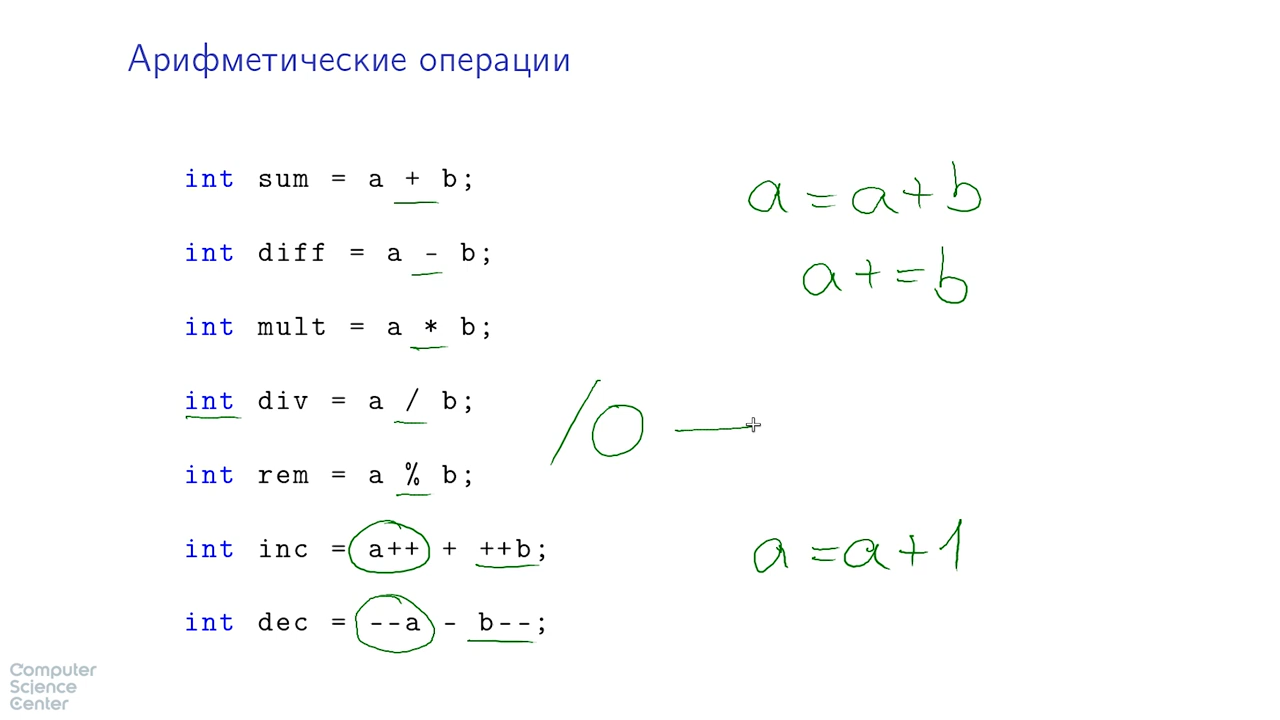 Арифметические операции
int sum = a + b;
a = a + b
int diff = a - b;
a += b
int mult = a * b;
int div = a / b;
/0 —
int rem = a % b;
int inc = a++ + ++b;
a = a + 1
int dec = --a - b--;
Computer
Science
Center